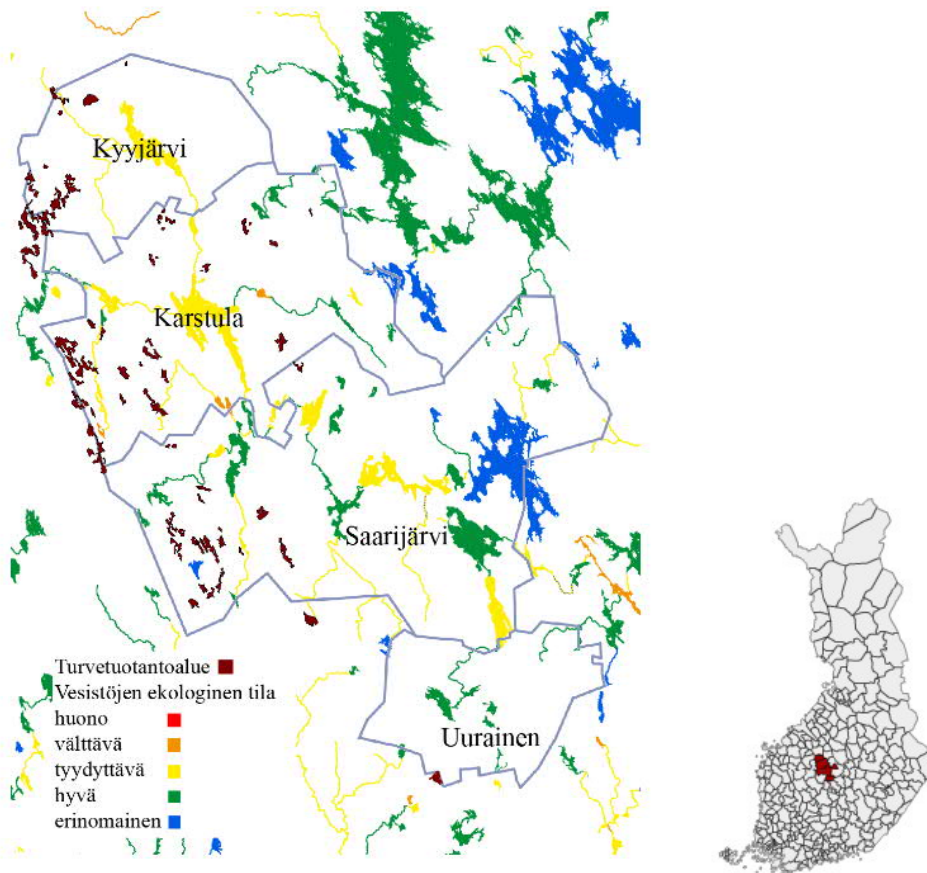 Kyyjärvi
Karstula
Saarijärvi
Uurainen
Turvetuotantoalue
Vesistöjen ekologinen tila
huono
välttävä
tyydyttävä
hyvä
erinomainen